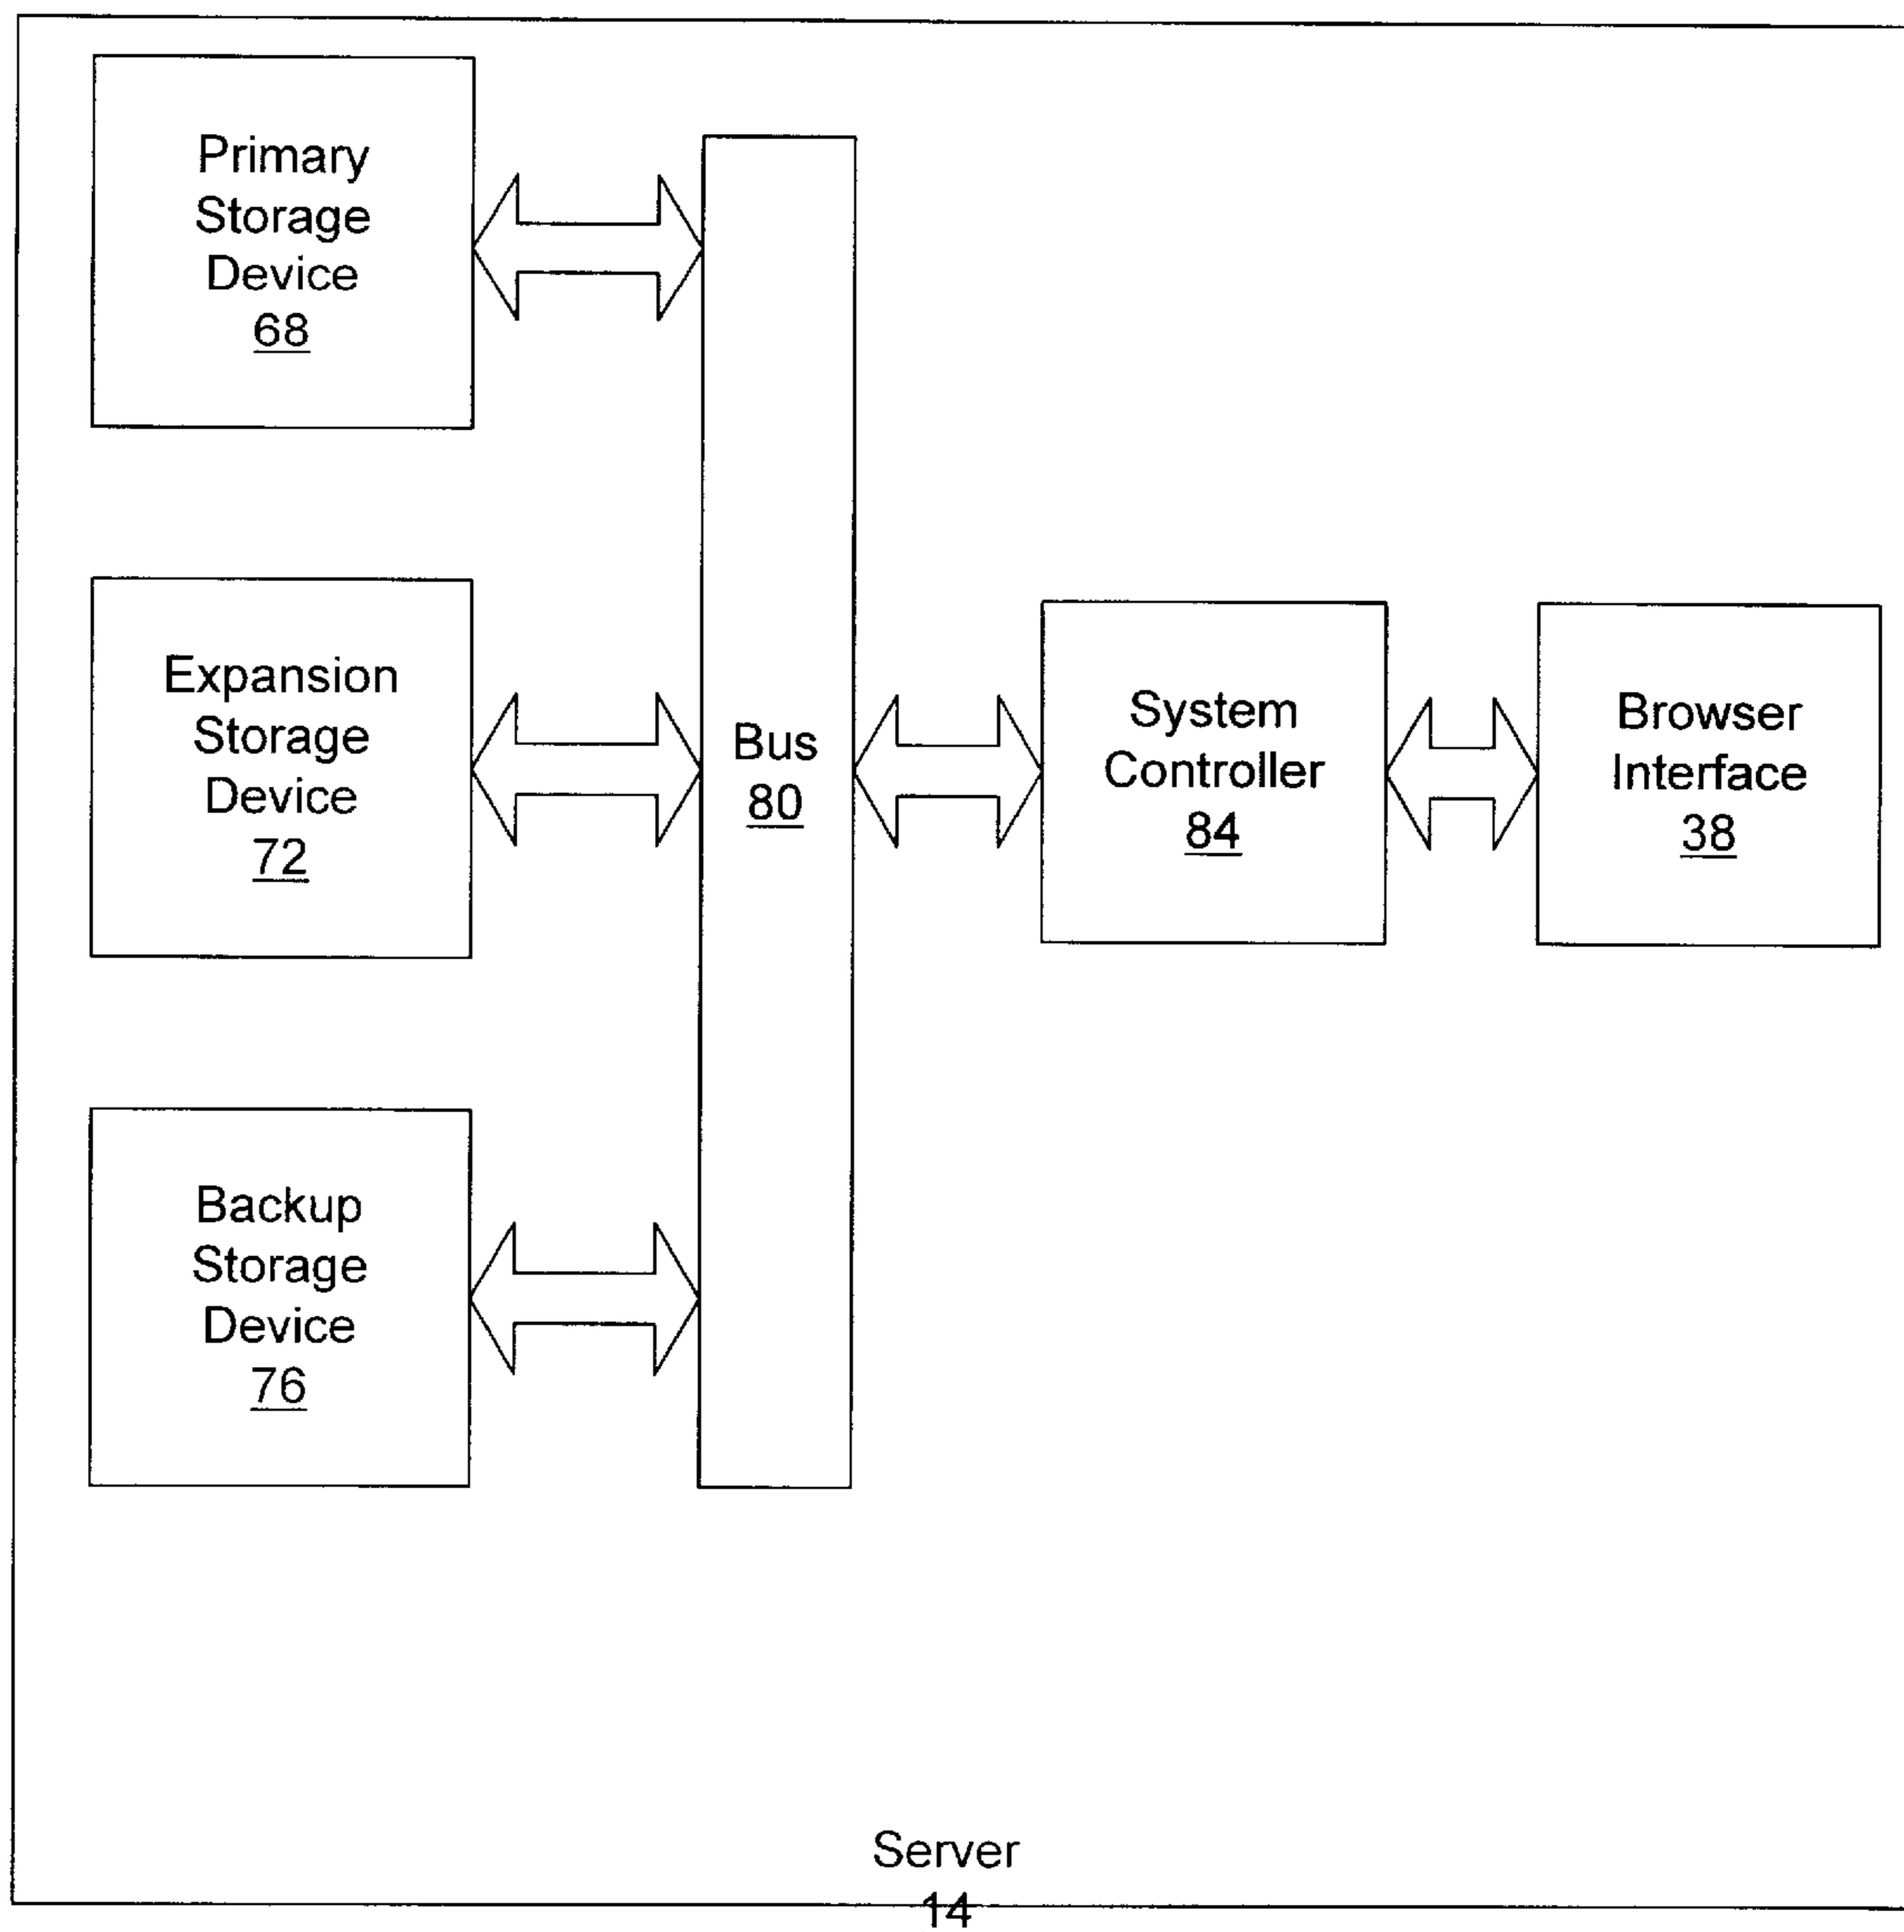 Primary
Storage
Device
68
Expansion
Storage
Device
72
Backup
Storage
Device
76
Bus
80
System
Controller
84
Browser
Interface
38
Server
14